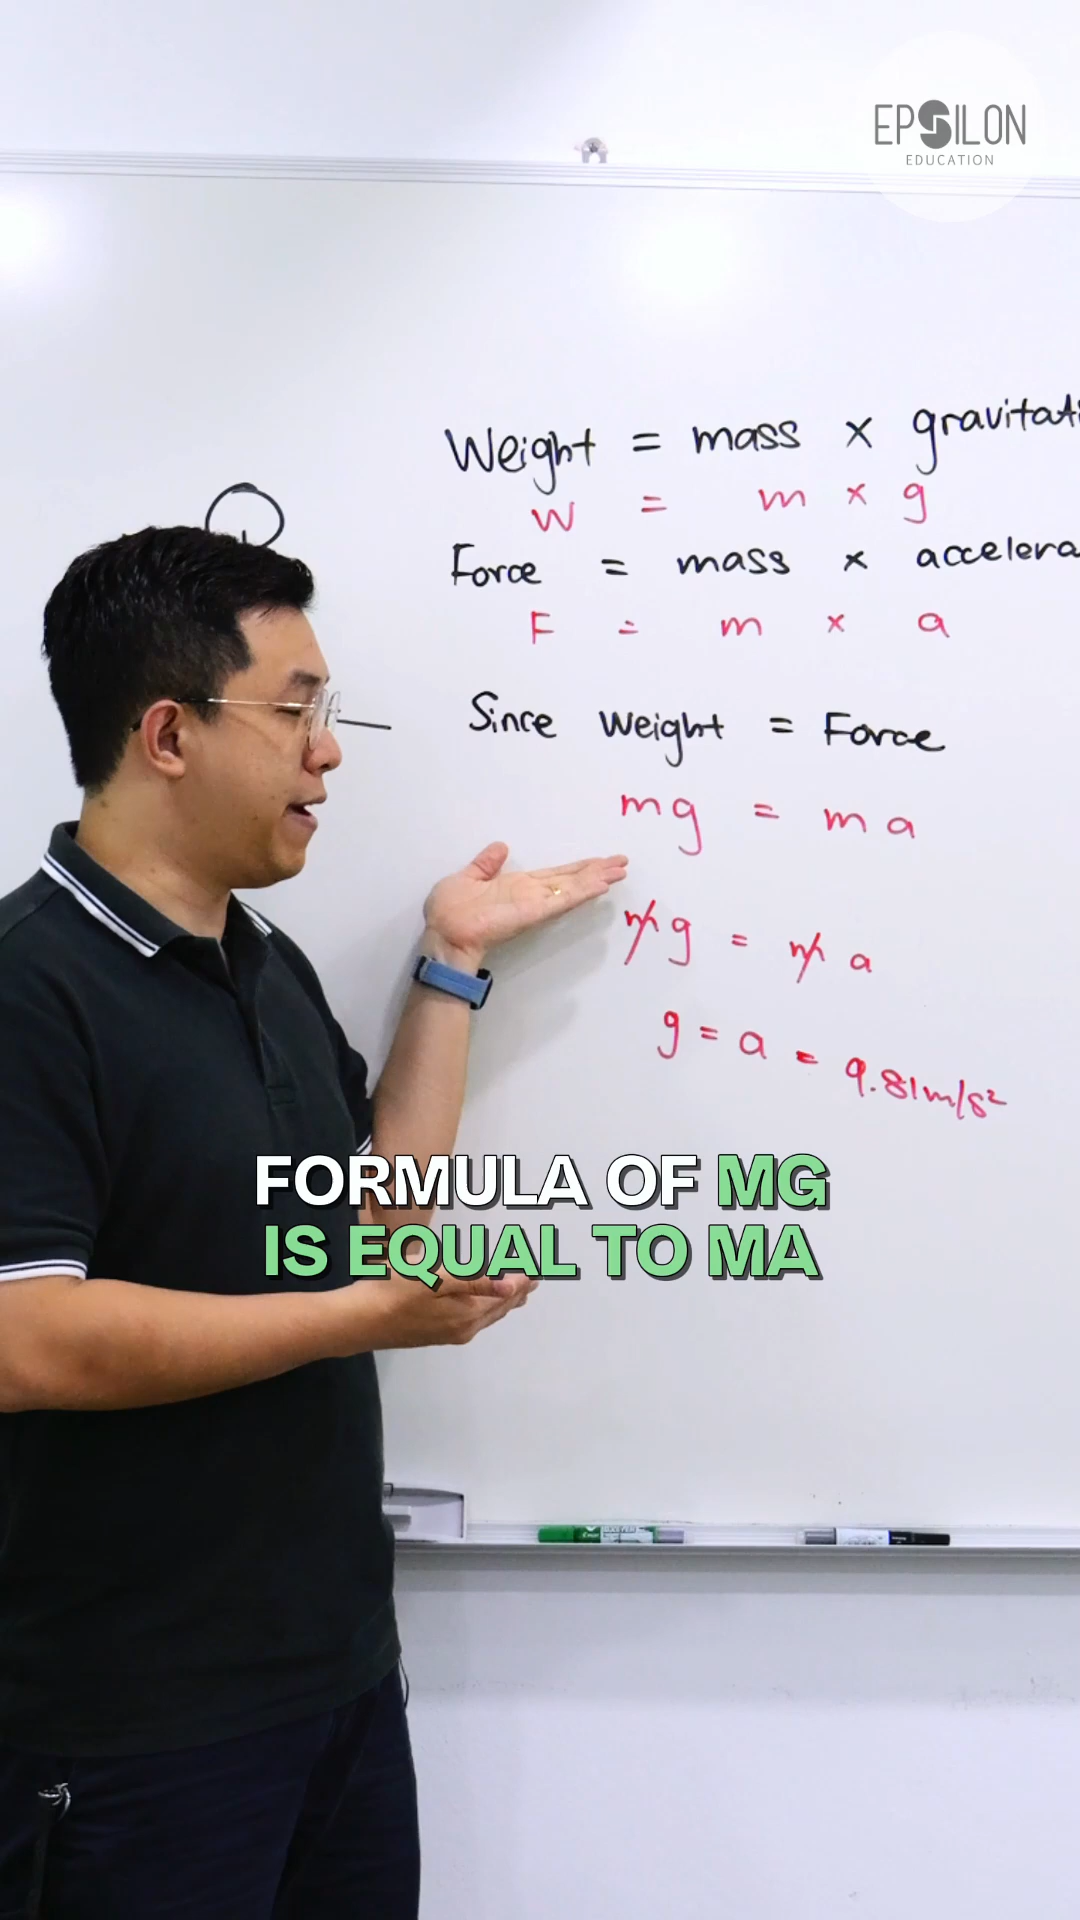 EPSILON
EDUCATION
Weight = mass × gravitati
W = m × g
Force = mass × accelera
F = m × a
Since Weight = Force
mg = ma
mg = ma
g = a = 9.81m/s²
FORMULA OF MG
IS EQUAL TO MA